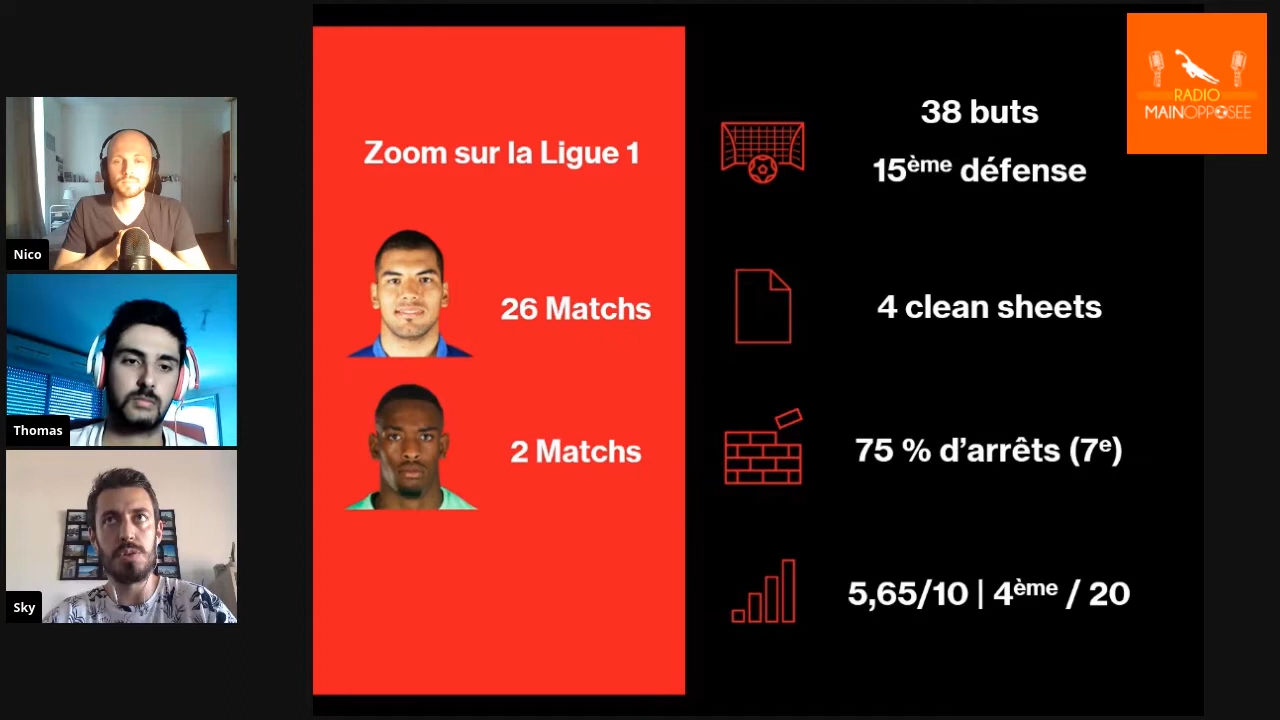 Zoom sur la Ligue 1
26 Matchs
2 Matchs
38 buts
15ème défense
4 clean sheets
75 % d’arrêts (7e)
5,65/10 | 4ème / 20
RADIO
MAINOPPOSEE
Nico
Thomas
Sky